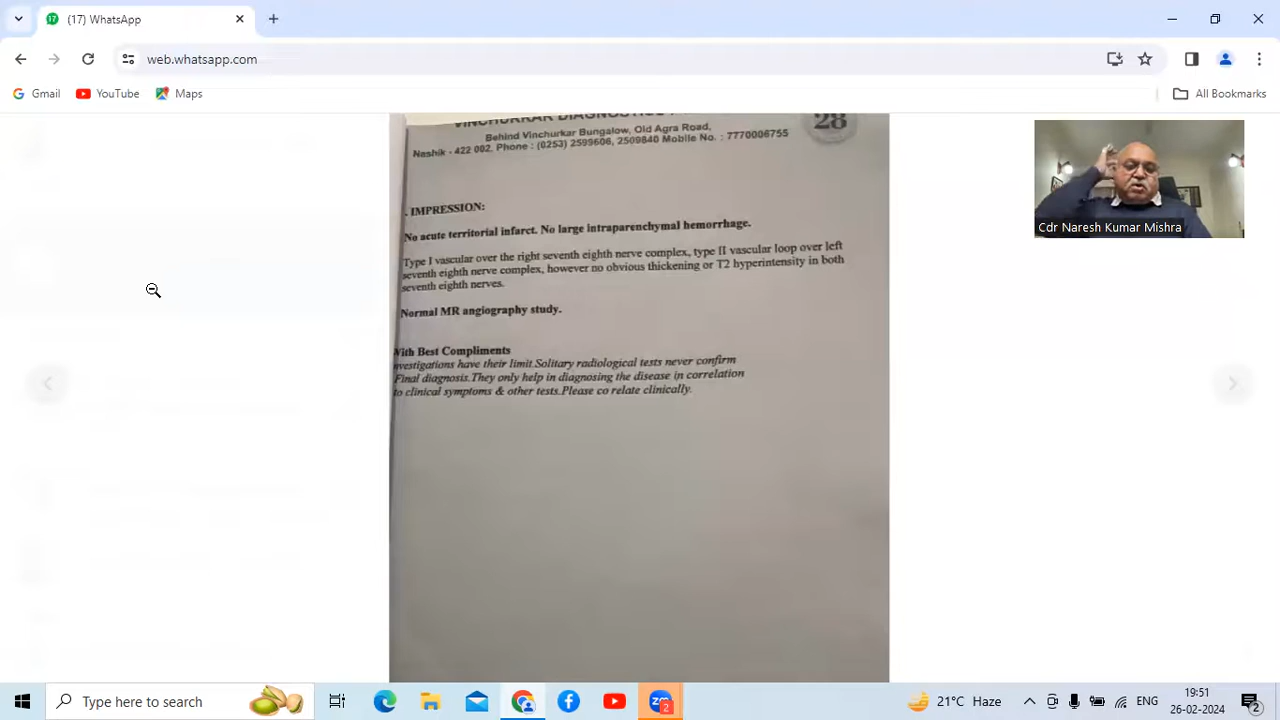 (17) WhatsApp
web.whatsapp.com
Gmail
YouTube
Maps
All Bookmarks
VINCHURKAR
28
Behind Vinchurkar Bungalow, Old Agra Road,
Nashik - 422 002, Phone : (0253) 2599606, 2509840 Mobile No. : 7770006755
Cdr Naresh Kumar Mishra
. IMPRESSION:
No acute territorial infarct. No large intraparenchymal hemorrhage.
Type I vascular over the right seventh eighth nerve complex, type II vascular loop over left
seventh eighth nerve complex, however no obvious thickening or T2 hyperintensity in both
seventh eighth nerves.
Normal MR angiography study.
With Best Compliments
nvestigations have their limit.Solitary radiological tests never confirm
Final diagnosis.They only help in diagnosing the disease in correlation
to clinical symptoms & other tests.Please co relate clinically.
Type here to search
2
21°C Haze
ENG
19:51
26-02-2024
2